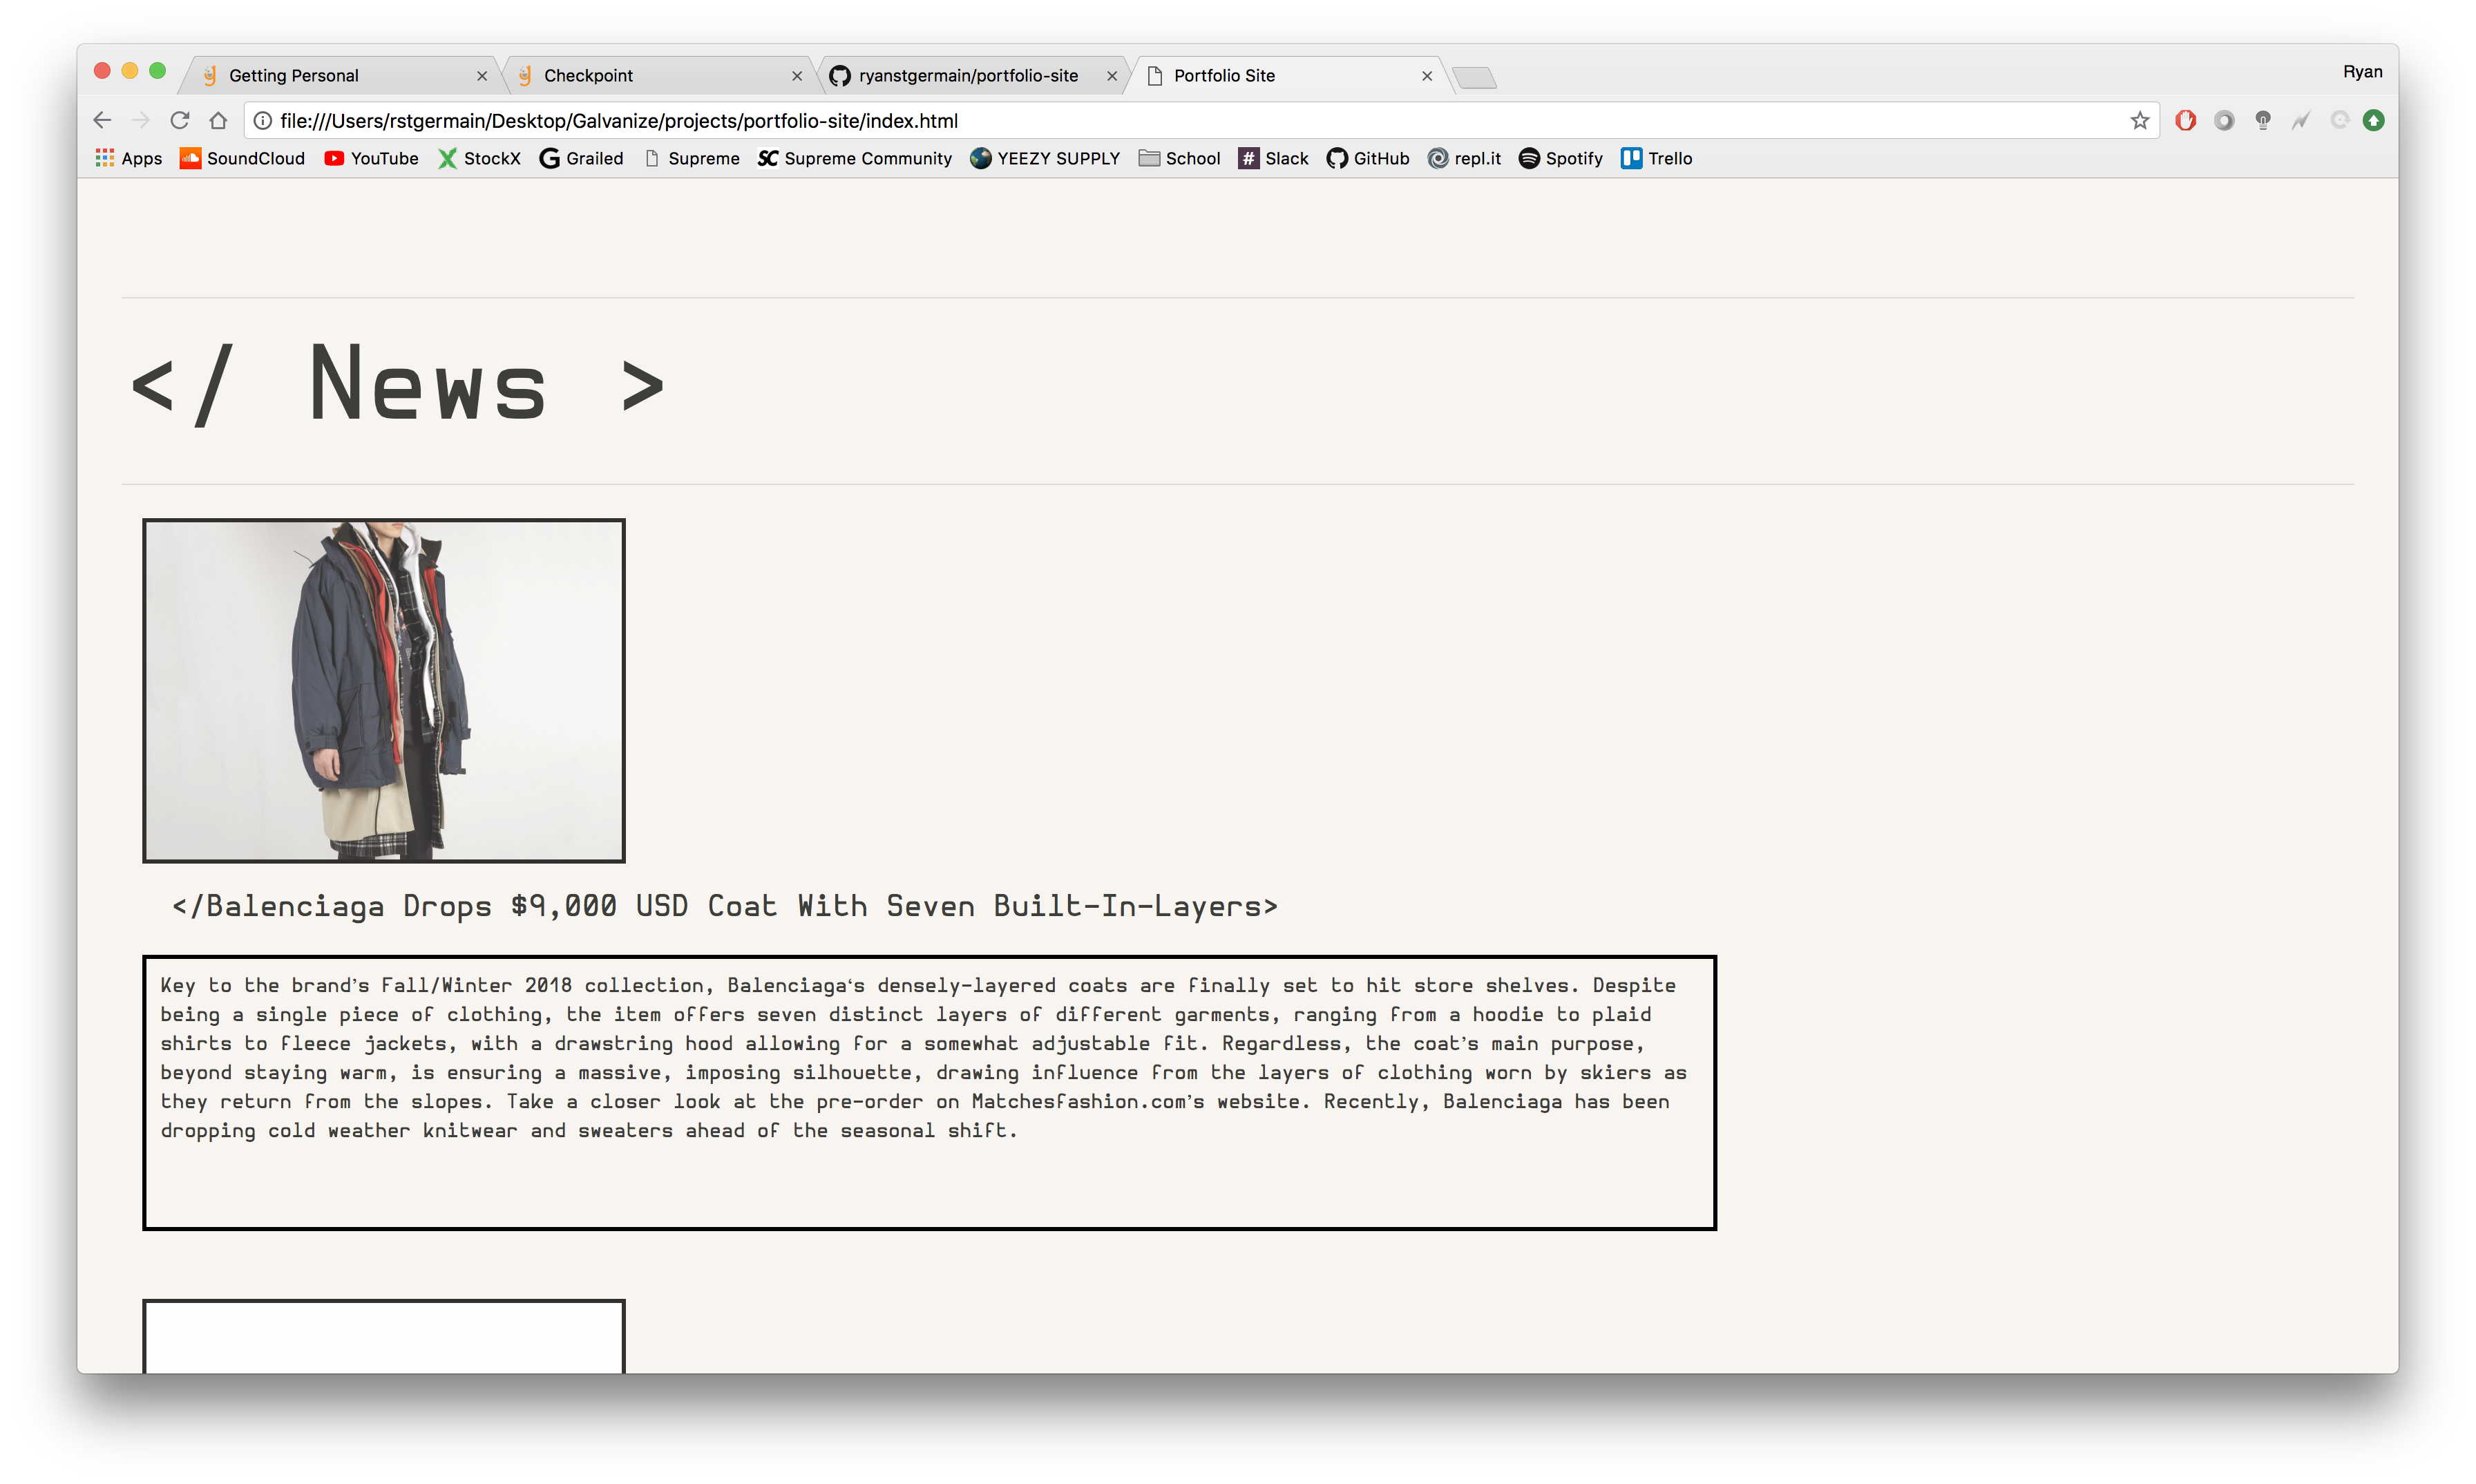 Getting Personal
Checkpoint
ryanstgermain/portfolio-site
Portfolio Site
Ryan
file:///Users/rstgermain/Desktop/Galvanize/projects/portfolio-site/index.html
Apps SoundCloud YouTube StockX Grailed Supreme Supreme Community YEEZY SUPPLY School Slack GitHub repl.it Spotify Trello
</ News >
</Balenciaga Drops $9,000 USD Coat With Seven Built-In-Layers>
Key to the brand’s Fall/Winter 2018 collection, Balenciaga‘s densely-layered coats are finally set to hit store shelves. Despite
being a single piece of clothing, the item offers seven distinct layers of different garments, ranging from a hoodie to plaid
shirts to fleece jackets, with a drawstring hood allowing for a somewhat adjustable fit. Regardless, the coat’s main purpose,
beyond staying warm, is ensuring a massive, imposing silhouette, drawing influence from the layers of clothing worn by skiers as
they return from the slopes. Take a closer look at the pre-order on Matchesfashion.com’s website. Recently, Balenciaga has been
dropping cold weather knitwear and sweaters ahead of the seasonal shift.